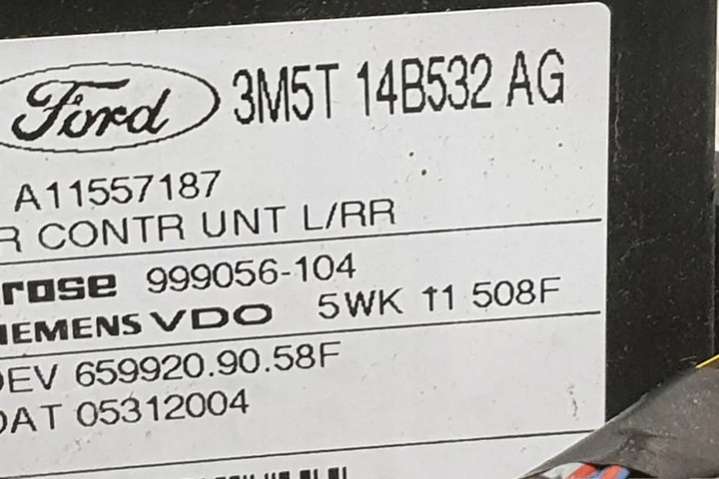 Ford 3M5T 14B532 AG
A11557187
R CONTR UNT L/RR
rose 999056-104
IEMENS VDO 5WK 11 508F
DEV 659920.90.58F
DAT 05312004